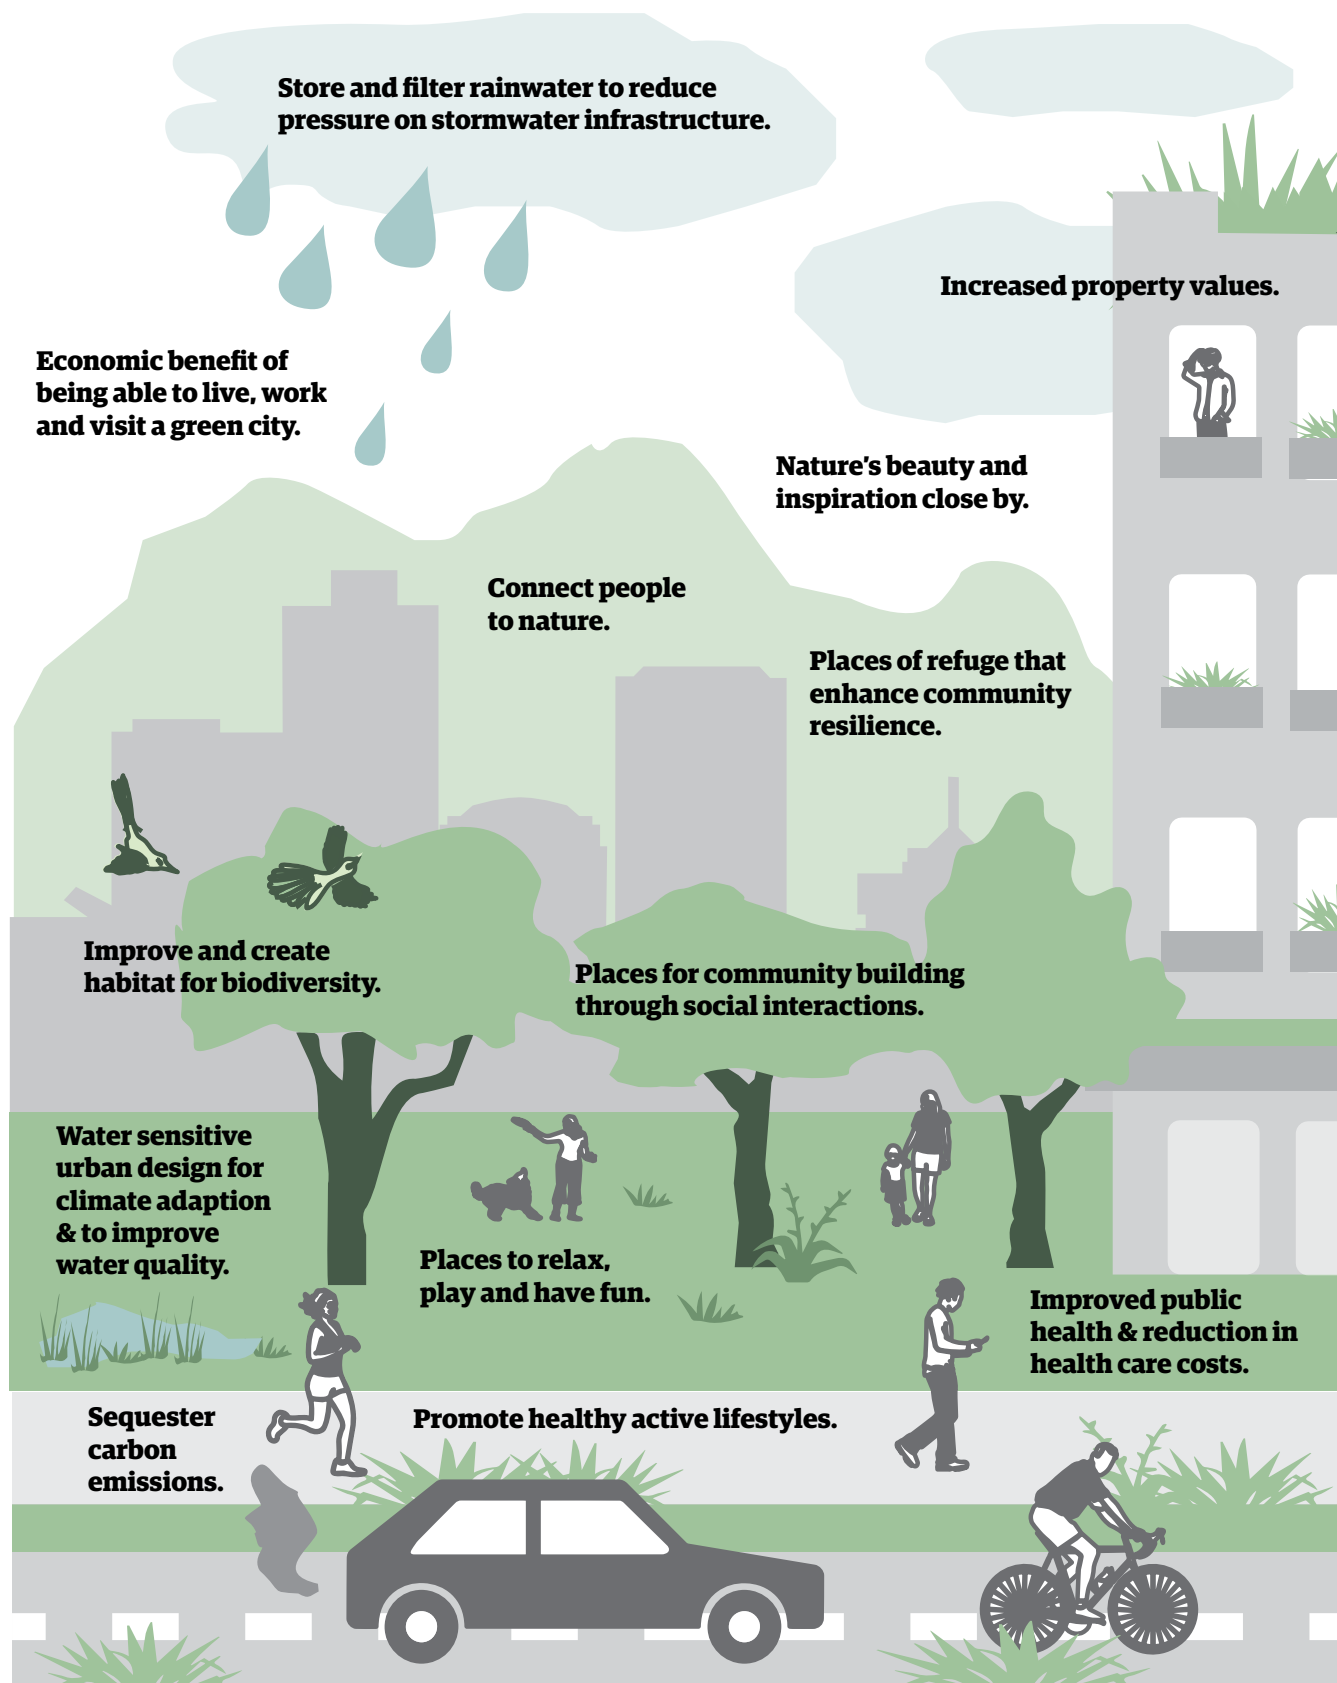 Store and filter rainwater to reduce
pressure on stormwater infrastructure.
Increased property values.
Economic benefit of
being able to live, work
and visit a green city.
Nature's beauty and
inspiration close by.
Connect people
to nature.
Places of refuge that
enhance community
resilience.
Improve and create
habitat for biodiversity.
Places for community building
through social interactions.
Water sensitive
urban design for
climate adaption
& to improve
water quality.
Places to relax,
play and have fun.
Improved public
health & reduction in
health care costs.
Sequester
carbon
emissions.
Promote healthy active lifestyles.